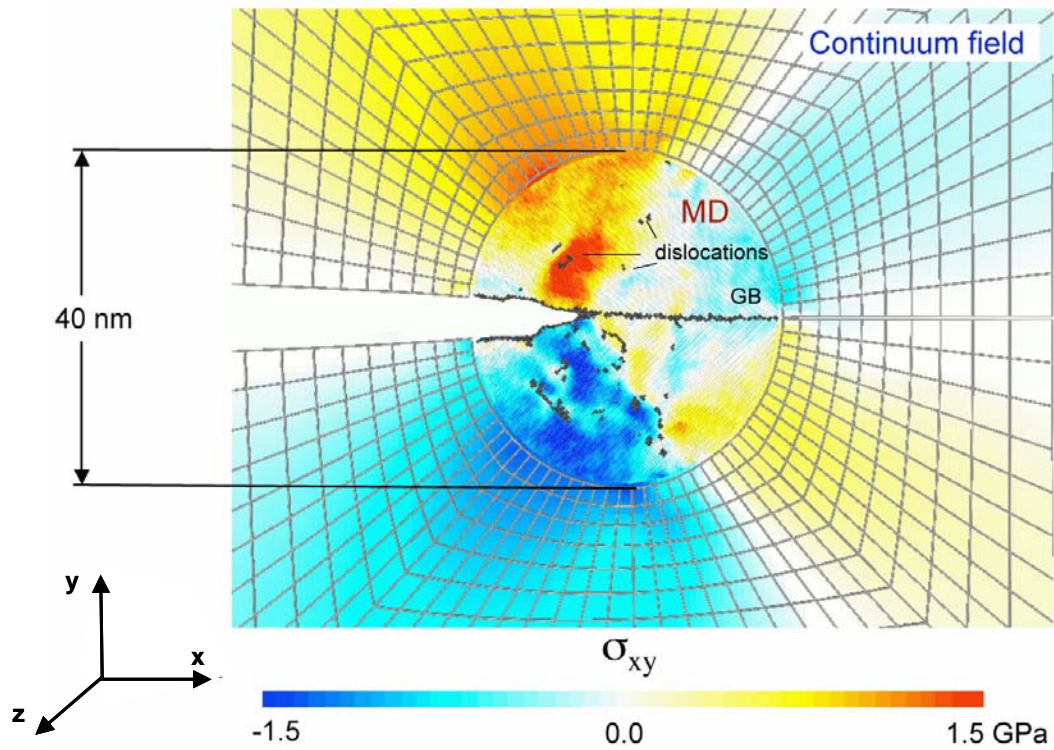 Continuum field
MD
dislocations
GB
40 nm
y
x
z
σxy
-1.5
0.0
1.5 GPa